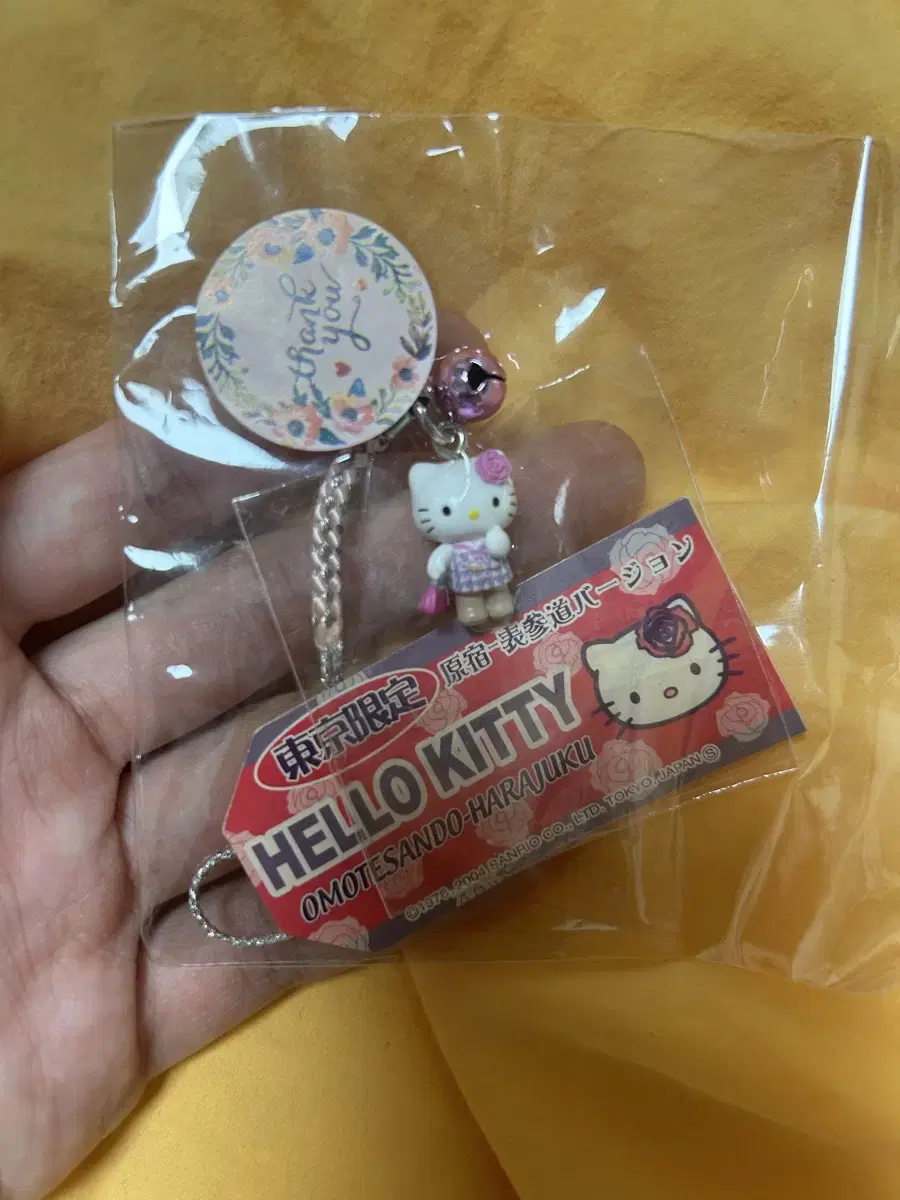 thank
you
東京限定
原宿-表参道バージョン
HELLO KITTY
OMOTESANDO-HARAJUKU
©1976, 2004 SANRIO CO., LTD. TOKYO, JAPAN Ⓢ